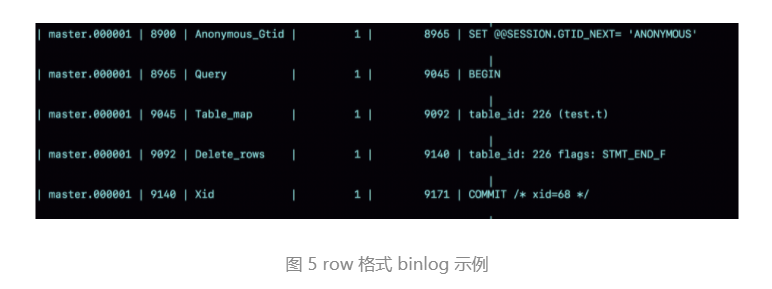 | master.000001 | 8900 | Anonymous_Gtid | 1 | 8965 | SET @@SESSION.GTID_NEXT= 'ANONYMOUS'
|
| master.000001 | 8965 | Query | 1 | 9045 | BEGIN
|
| master.000001 | 9045 | Table_map | 1 | 9092 | table_id: 226 (test.t)
|
| master.000001 | 9092 | Delete_rows | 1 | 9140 | table_id: 226 flags: STMT_END_F
|
| master.000001 | 9140 | Xid | 1 | 9171 | COMMIT /* xid=68 */
图 5 row 格式 binlog 示例